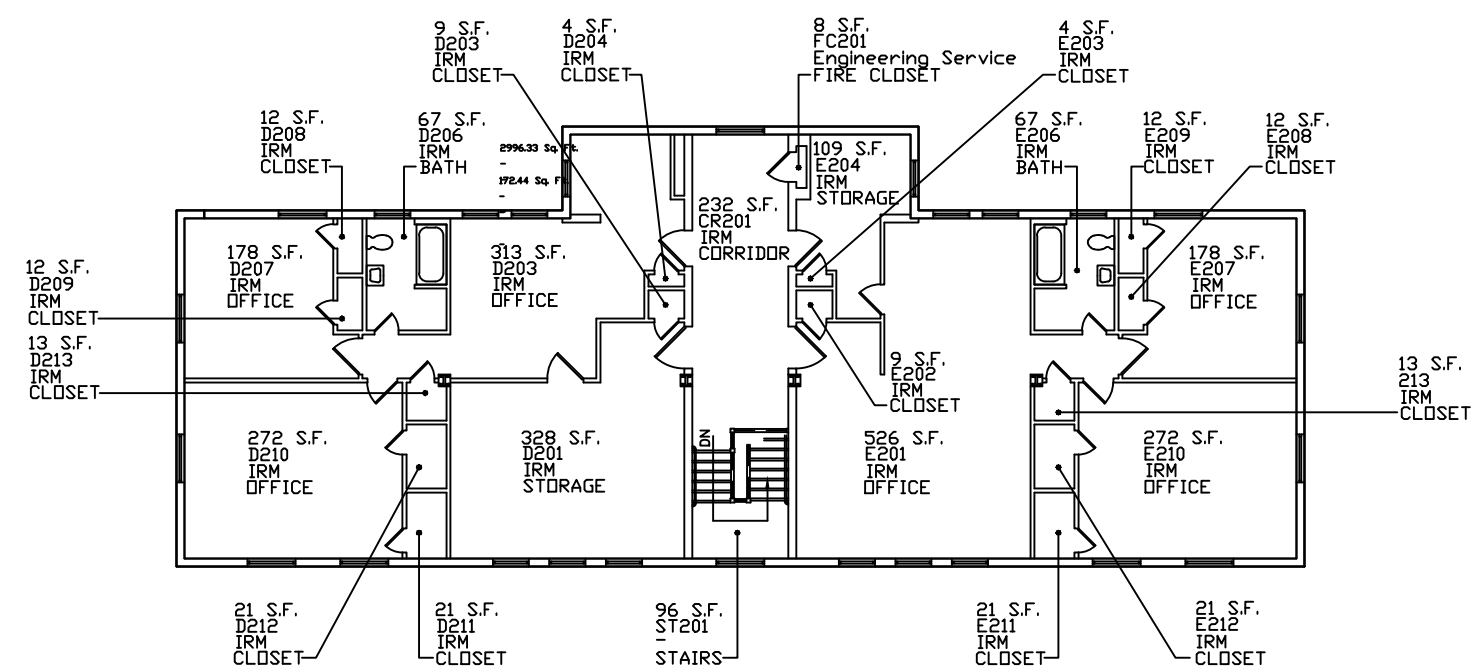 9 S.F.
D203
IRM
CLOSET
4 S.F.
D204
IRM
CLOSET
8 S.F.
FC201
Engineering Service
FIRE CLOSET
4 S.F.
E203
IRM
CLOSET
12 S.F.
D208
IRM
CLOSET
67 S.F.
D206
IRM
BATH
2996.33 Sq. Ft.
-
172.44 Sq. Ft.
-
109 S.F.
E204
IRM
STORAGE
67 S.F.
E206
IRM
BATH
12 S.F.
E209
IRM
CLOSET
12 S.F.
E208
IRM
CLOSET
232 S.F.
CR201
IRM
CORRIDOR
178 S.F.
D207
IRM
OFFICE
313 S.F.
D203
IRM
OFFICE
178 S.F.
E207
IRM
OFFICE
12 S.F.
D209
IRM
CLOSET
13 S.F.
D213
IRM
CLOSET
9 S.F.
E202
IRM
CLOSET
13 S.F.
213
IRM
CLOSET
272 S.F.
D210
IRM
OFFICE
328 S.F.
D201
IRM
STORAGE
DN
526 S.F.
E201
IRM
OFFICE
272 S.F.
E210
IRM
OFFICE
21 S.F.
D212
IRM
CLOSET
21 S.F.
D211
IRM
CLOSET
96 S.F.
ST201
-
STAIRS
21 S.F.
E211
IRM
CLOSET
21 S.F.
E212
IRM
CLOSET